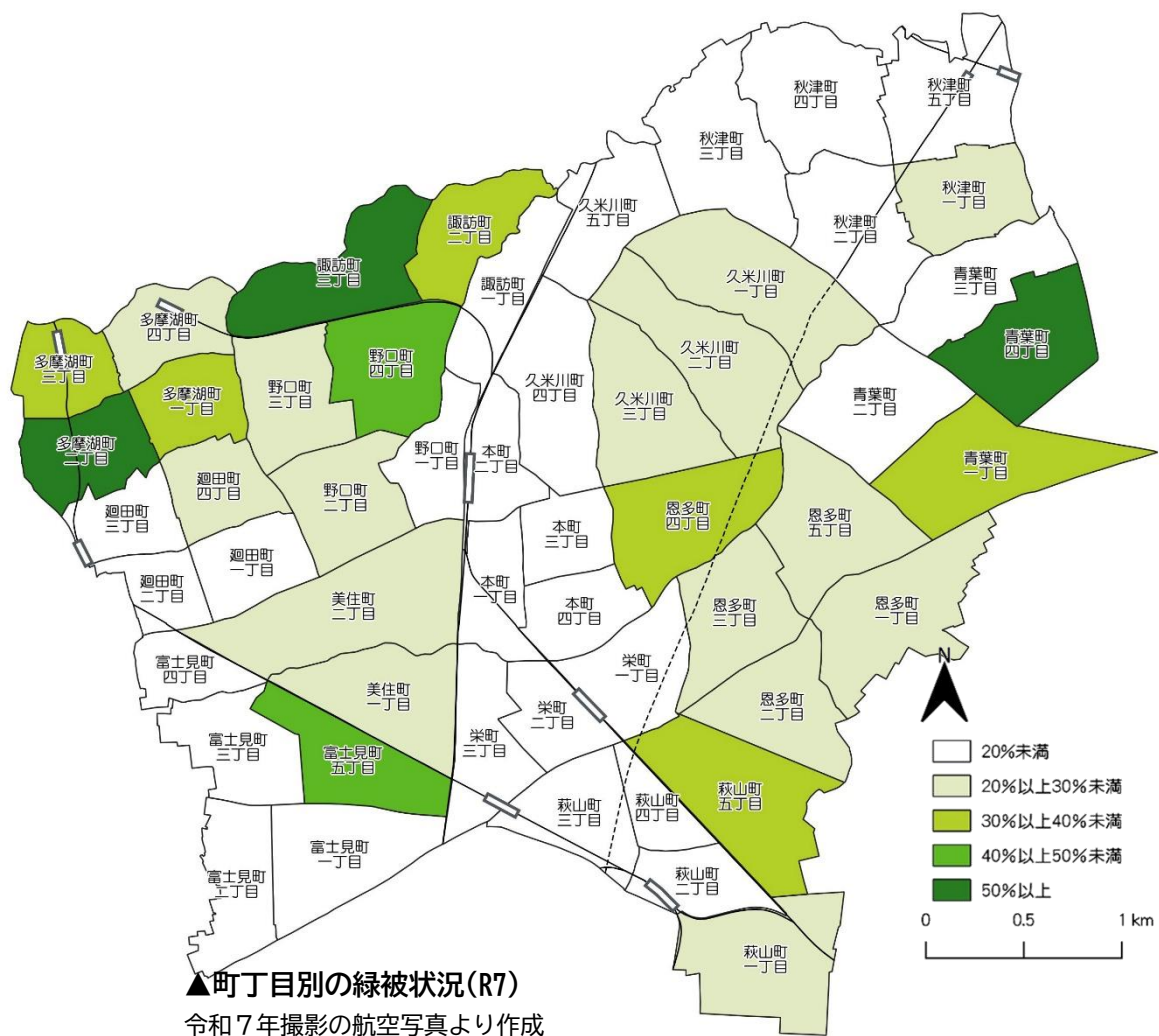 秋津町
四丁目
秋津町
五丁目
秋津町
三丁目
秋津町
一丁目
秋津町
二丁目
久米川町
五丁目
諏訪町
二丁目
諏訪町
三丁目
諏訪町
一丁目
青葉町
三丁目
久米川町
一丁目
多摩湖町
四丁目
青葉町
四丁目
多摩湖町
三丁目
野口町
四丁目
久米川町
二丁目
多摩湖町
一丁目
野口町
三丁目
久米川町
四丁目
久米川町
三丁目
青葉町
二丁目
多摩湖町
二丁目
野口町
一丁目
本町
二丁目
青葉町
一丁目
廻田町
四丁目
野口町
二丁目
廻田町
三丁目
恩多町
四丁目
恩多町
五丁目
本町
三丁目
廻田町
一丁目
廻田町
二丁目
本町
一丁目
美住町
二丁目
本町
四丁目
恩多町
三丁目
恩多町
一丁目
富士見町
四丁目
栄町
一丁目
美住町
一丁目
恩多町
二丁目
栄町
二丁目
富士見町
三丁目
栄町
三丁目
富士見町
五丁目
萩山町
三丁目
萩山町
四丁目
萩山町
五丁目
富士見町
一丁目
富士見町
二丁目
萩山町
二丁目
萩山町
一丁目
N
20%未満
20%以上30%未満
30%以上40%未満
40%以上50%未満
50%以上
0 0.5 1 km
▲町丁目別の緑被状況(R7)
令和7年撮影の航空写真より作成